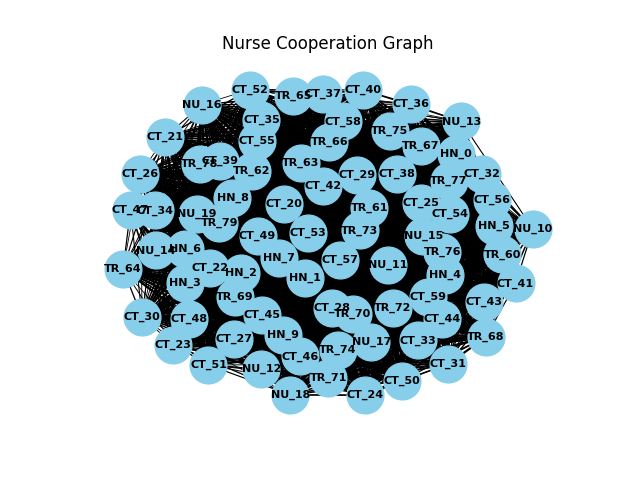 Nurse Cooperation Graph
CT_52
TR_65
CT_37
CT_40
NU_16
CT_36
CT_35
CT_58
NU_13
CT_21
CT_55
TR_66
TR_75
TR_67
HN_0
TR_78
CT_39
TR_62
TR_63
CT_26
CT_29
CT_38
TR_77
CT_32
CT_42
HN_8
CT_20
CT_56
CT_47
CT_34
NU_19
TR_79
TR_61
CT_25
CT_54
HN_5
NU_10
CT_49
CT_53
TR_73
NU_15
NU_14
HN_6
TR_76
TR_60
TR_64
CT_22
HN_2
HN_7
HN_1
CT_57
NU_11
HN_4
HN_3
CT_41
TR_69
CT_59
CT_43
CT_30
CT_48
CT_45
CT_28
TR_70
TR_72
CT_44
CT_23
CT_27
HN_9
NU_17
CT_33
TR_68
CT_46
TR_74
CT_51
NU_12
CT_31
TR_71
CT_50
NU_18
CT_24